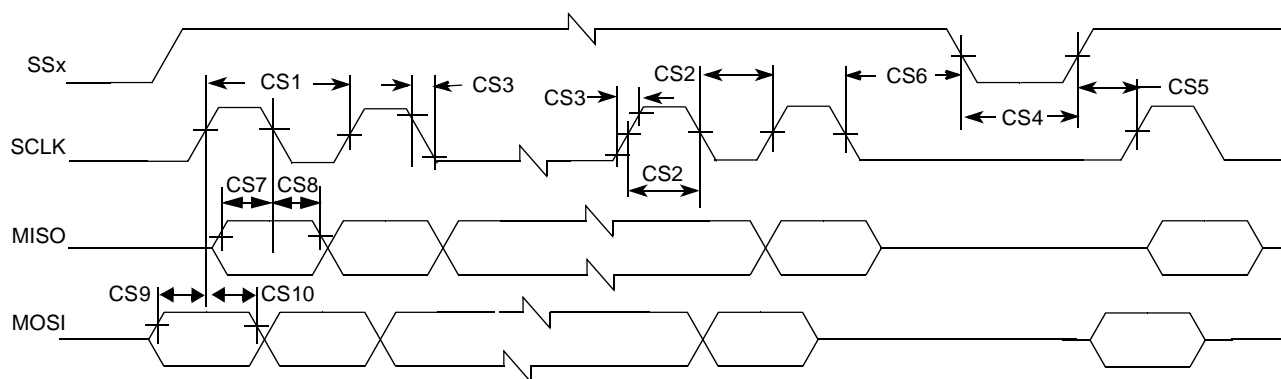 SSx
CS1
CS3
CS3
CS2
CS6
CS4
CS5
SCLK
CS2
CS7
CS8
MISO
CS9
CS10
MOSI